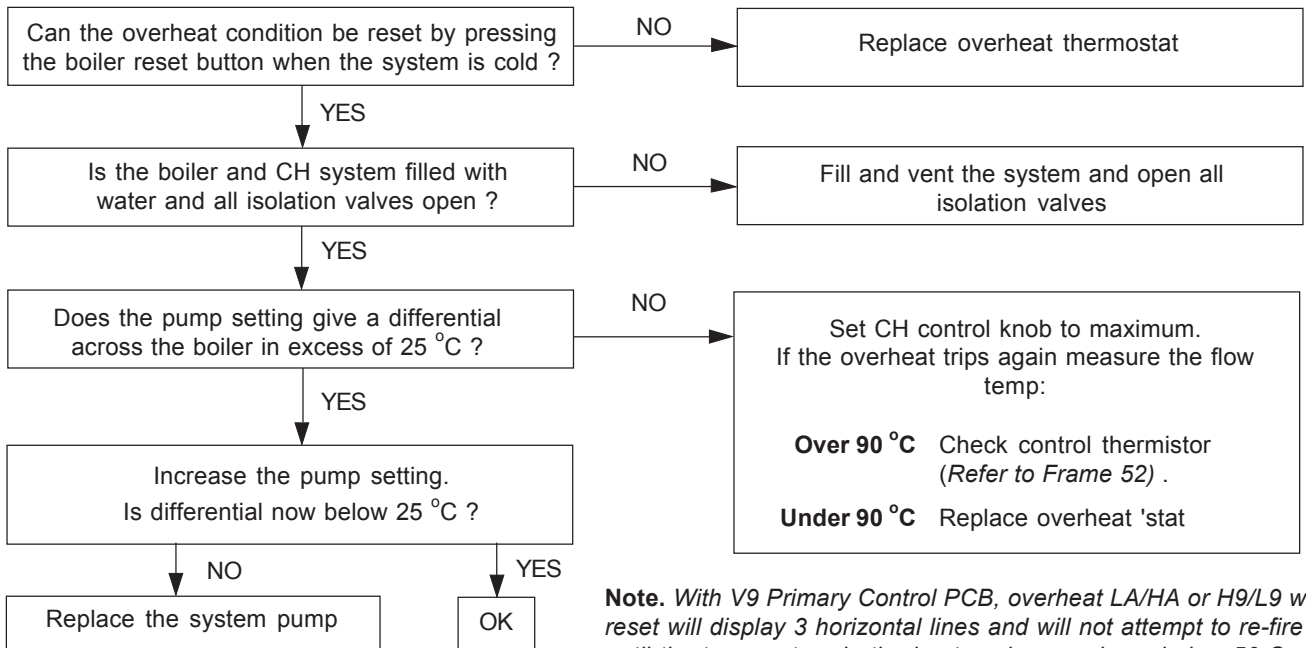 Can the overheat condition be reset by pressing
the boiler reset button when the system is cold ?
NO
Replace overheat thermostat
YES
Is the boiler and CH system filled with
water and all isolation valves open ?
NO
Fill and vent the system and open all
isolation valves
YES
Does the pump setting give a differential
across the boiler in excess of 25 °C ?
NO
Set CH control knob to maximum.
If the overheat trips again measure the flow
temp:
Over 90 °C Check control thermistor
(Refer to Frame 52) .
Under 90 °C Replace overheat 'stat
YES
Increase the pump setting.
Is differential now below 25 °C ?
NO
YES
Replace the system pump
OK
Note. With V9 Primary Control PCB, overheat LA/HA or H9/L9 w
reset will display 3 horizontal lines and will not attempt to re-fire